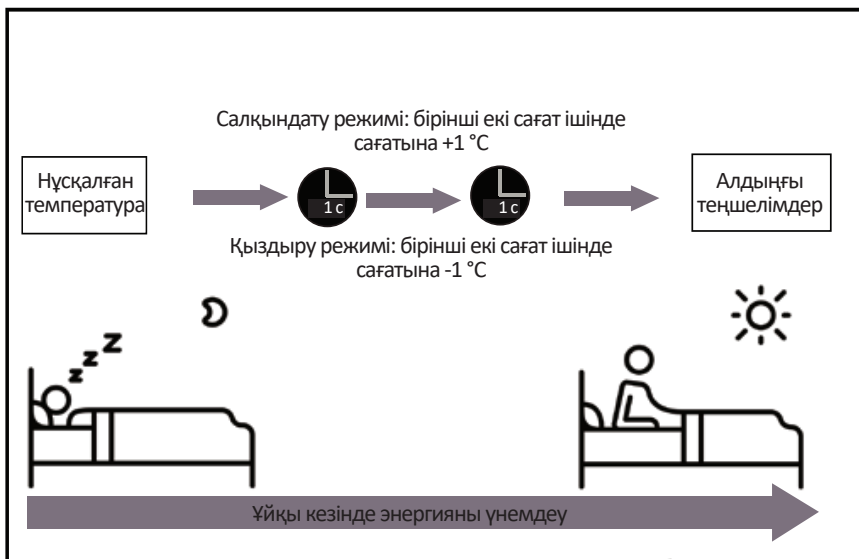 Салқындату режимі: бірінші екі сағат ішінде
сағатына +1 °C
Нұсқалған
температура
1 с
1 с
Алдыңғы
теңшелімдер
Қыздыру режимі: бірінші екі сағат ішінде
сағатына -1 °C
z z Z
Ұйқы кезінде энергияны үнемдеу